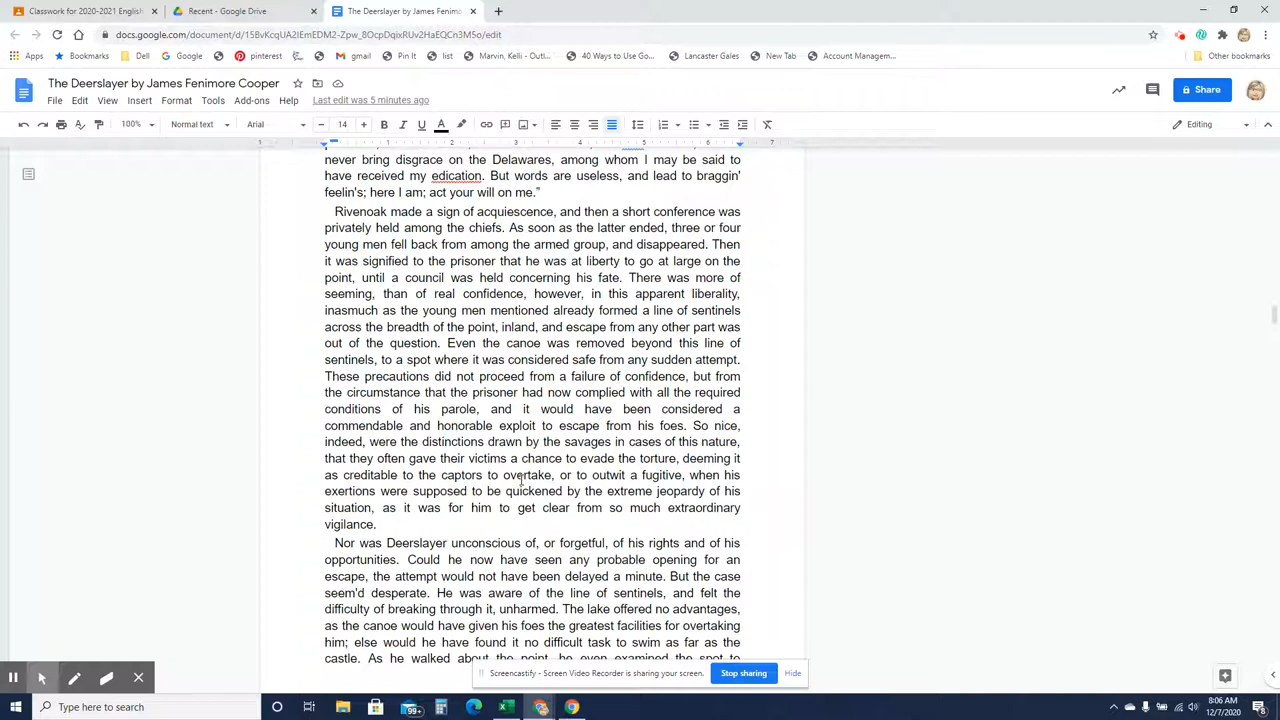 Classwork for 2020-2021 English
Recent - Google Drive
The Deerslayer by James Fenimo
docs.google.com/document/d/15BvKcqUA2IEmEDM2-Zpw_8OcpDqixRUv2HaEQCn3M5o/edit
Apps
Bookmarks
Dell
Google
pinterest
gmail
Pin It
list
Marvin, Kelli - Outl...
40 Ways to Use Goo...
Lancaster Gales
New Tab
Account Managem...
Other bookmarks
The Deerslayer by James Fenimore Cooper
File Edit View Insert Format Tools Add-ons Help Last edit was 5 minutes ago
Share
100% Normal text Arial 14 B I U A Editing
1 1 2 3 4 5 6 7
never bring disgrace on the Delawares, among whom I may be said to
have received my edication. But words are useless, and lead to braggin'
feelin's; here I am; act your will on me."
Rivenoak made a sign of acquiescence, and then a short conference was
privately held among the chiefs. As soon as the latter ended, three or four
young men fell back from among the armed group, and disappeared. Then
it was signified to the prisoner that he was at liberty to go at large on the
point, until a council was held concerning his fate. There was more of
seeming, than of real confidence, however, in this apparent liberality,
inasmuch as the young men mentioned already formed a line of sentinels
across the breadth of the point, inland, and escape from any other part was
out of the question. Even the canoe was removed beyond this line of
sentinels, to a spot where it was considered safe from any sudden attempt.
These precautions did not proceed from a failure of confidence, but from
the circumstance that the prisoner had now complied with all the required
conditions of his parole, and it would have been considered a
commendable and honorable exploit to escape from his foes. So nice,
indeed, were the distinctions drawn by the savages in cases of this nature,
that they often gave their victims a chance to evade the torture, deeming it
as creditable to the captors to overtake, or to outwit a fugitive, when his
exertions were supposed to be quickened by the extreme jeopardy of his
situation, as it was for him to get clear from so much extraordinary
vigilance.
Nor was Deerslayer unconscious of, or forgetful, of his rights and of his
opportunities. Could he now have seen any probable opening for an
escape, the attempt would not have been delayed a minute. But the case
seem'd desperate. He was aware of the line of sentinels, and felt the
difficulty of breaking through it, unharmed. The lake offered no advantages,
as the canoe would have given his foes the greatest facilities for overtaking
him; else would he have found it no difficult task to swim as far as the
castle. As he walked about the point, he even examined the spot to
Screencastify - Screen Video Recorder is sharing your screen.
Stop sharing
Hide
Type here to search
99+
8:06 AM
12/7/2020